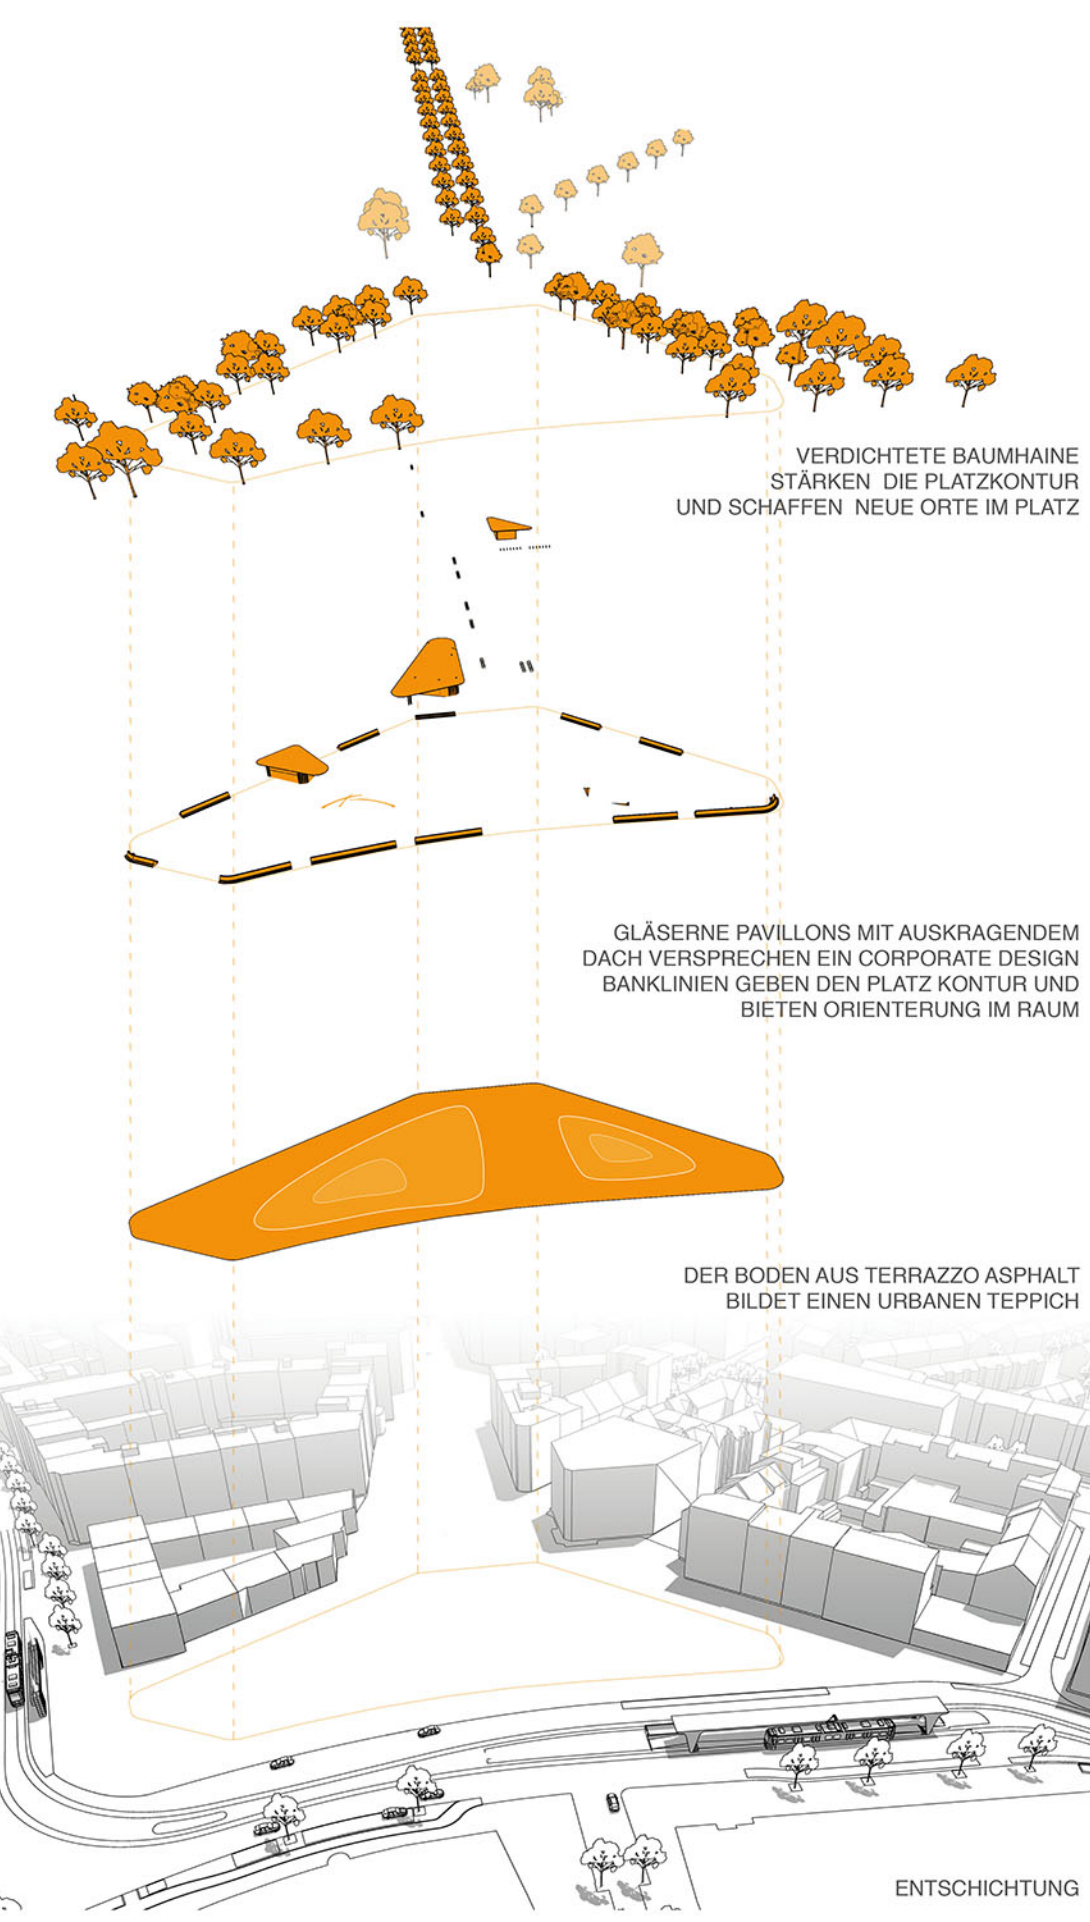 VERDICHTETE BAUMHAINE
STÄRKEN DIE PLATZKONTUR
UND SCHAFFEN NEUE ORTE IM PLATZ
GLÄSERNE PAVILLONS MIT AUSKRAGENDEM
DACH VERSPRECHEN EIN CORPORATE DESIGN
BANKLINIEN GEBEN DEN PLATZ KONTUR UND
BIETEN ORIENTERUNG IM RAUM
DER BODEN AUS TERRAZZO ASPHALT
BILDET EINEN URBANEN TEPPICH
ENTSCHICHTUNG